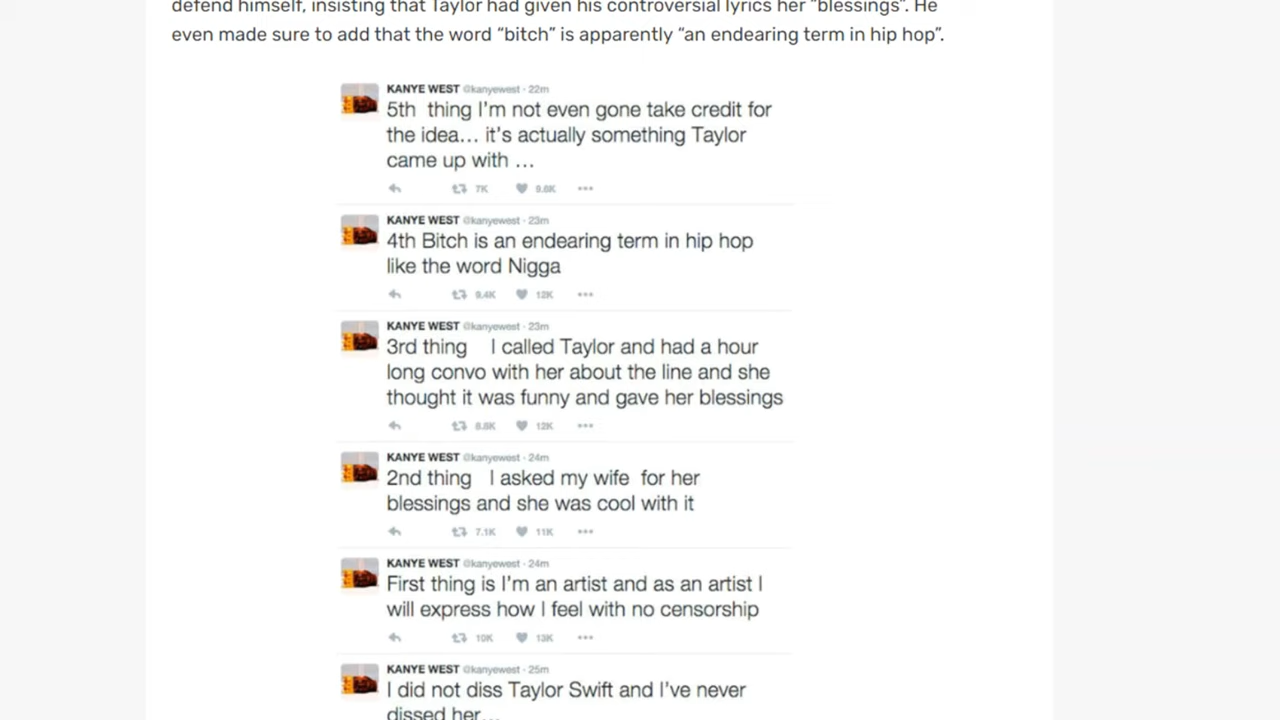 defend himself, insisting that Taylor had given his controversial lyrics her “blessings”. He
even made sure to add that the word “bitch” is apparently “an endearing term in hip hop”.
KANYE WEST @kanyewest · 22m
5th thing I'm not even gone take credit for
the idea... it's actually something Taylor
came up with ...
7K 9.8K
KANYE WEST @kanyewest · 23m
4th Bitch is an endearing term in hip hop
like the word Nigga
9.4K 12K
KANYE WEST @kanyewest · 23m
3rd thing I called Taylor and had a hour
long convo with her about the line and she
thought it was funny and gave her blessings
8.8K 12K
KANYE WEST @kanyewest · 24m
2nd thing I asked my wife for her
blessings and she was cool with it
7.1K 11K
KANYE WEST @kanyewest · 24m
First thing is I'm an artist and as an artist I
will express how I feel with no censorship
10K 13K
KANYE WEST @kanyewest · 25m
I did not diss Taylor Swift and I've never
dissed her...